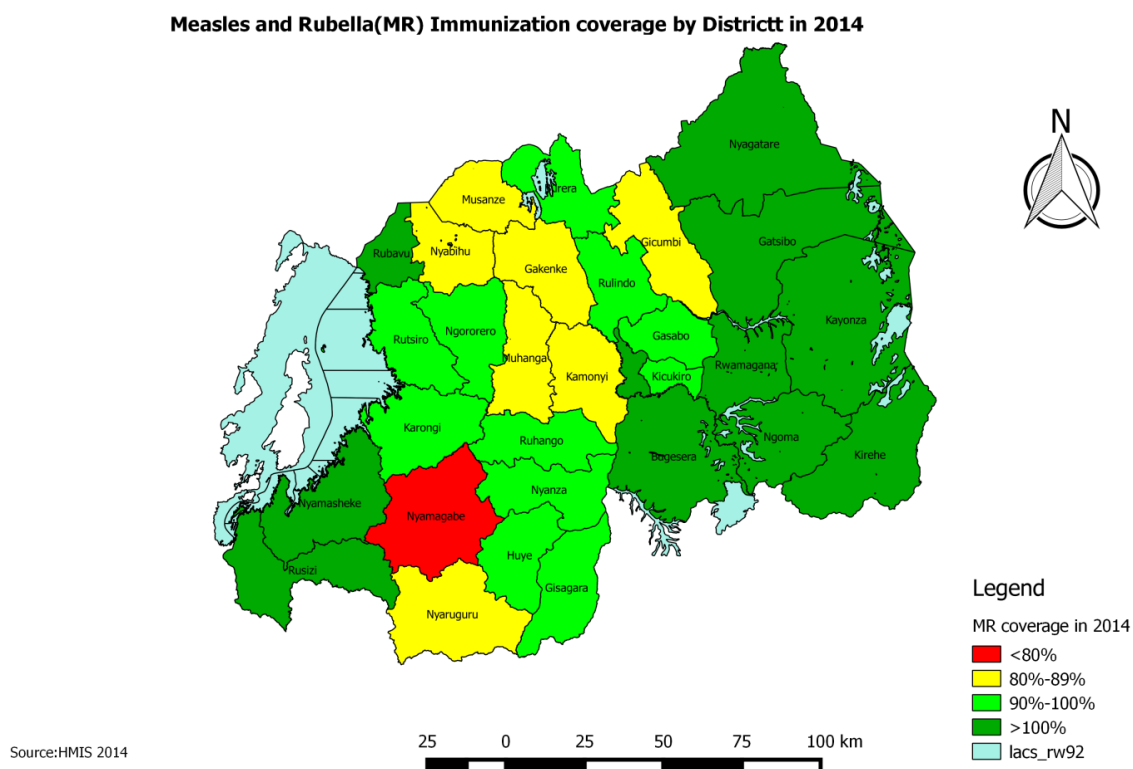 Measles and Rubella(MR) Immunization coverage by Districtt in 2014
N
Nyagatare
Musanze
Gicumbi
Gatsibo
Rubavu
Nyabihu
Gakenke
Rulindo
Kayonza
Rutsiro
Ngororero
Gasabo
Muhanga
Kamonyi
Kicukiro
Rwamagana
Karongi
Ruhango
Bugesera
Ngoma
Kirehe
Nyamasheke
Nyamagabe
Nyanza
Huye
Rusizi
Gisagara
Nyaruguru
Legend
MR coverage in 2014
<80%
80%-89%
90%-100%
>100%
lacs_rw92
25 0 25 50 75 100 km
Source:HMIS 2014